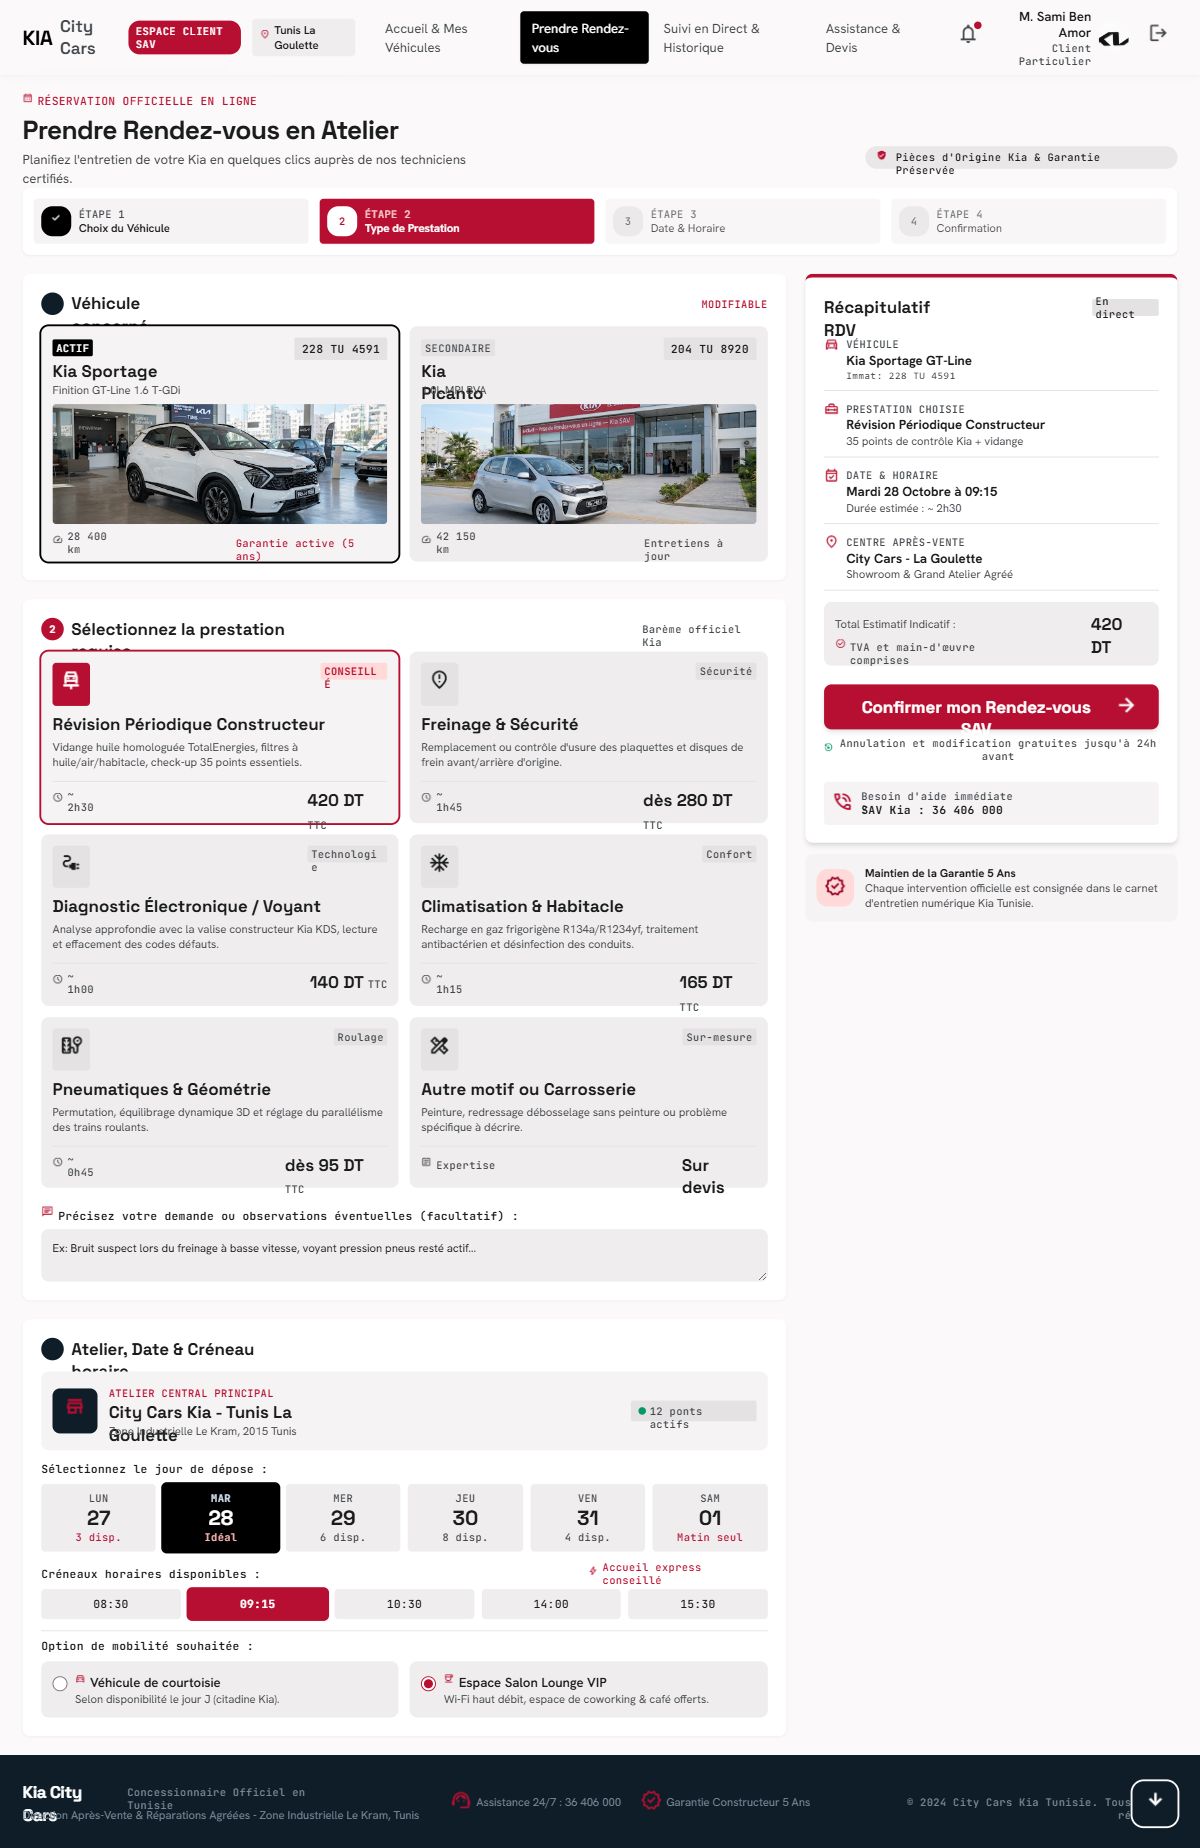 KIA
City
Cars
ESPACE CLIENT
SAV
Tunis La
Goulette
Accueil & Mes
Véhicules
Prendre Rendez-
vous
Suivi en Direct &
Historique
Assistance &
Devis
M. Sami Ben
Amor
Client
Particulier
RÉSERVATION OFFICIELLE EN LIGNE
Prendre Rendez-vous en Atelier
Planifiez l'entretien de votre Kia en quelques clics auprès de nos techniciens
certifiés.
Pièces d'Origine Kia & Garantie
Préservée
ÉTAPE 1
Choix du Véhicule
2
ÉTAPE 2
Type de Prestation
3
ÉTAPE 3
Date & Horaire
4
ÉTAPE 4
Confirmation
Véhicule
concerné
MODIFIABLE
ACTIF
228 TU 4591
Kia Sportage
Finition GT-Line 1.6 T-GDi
28 400
km
Garantie active (5
ans)
SECONDAIRE
204 TU 8920
Kia
Picanto
42 150
km
Entretiens à
jour
2
Sélectionnez la prestation
requise
Barème officiel
Kia
CONSEILL
É
Révision Périodique Constructeur
Vidange huile homologuée TotalEnergies, filtres à
huile/air/habitacle, check-up 35 points essentiels.
~
2h30
420 DT
TTC
Sécurité
Freinage & Sécurité
Remplacement ou contrôle d'usure des plaquettes et disques de
frein avant/arrière d'origine.
~
1h45
dès 280 DT
TTC
Technologi
e
Diagnostic Électronique / Voyant
Analyse approfondie avec la valise constructeur Kia KDS, lecture
et effacement des codes défauts.
~
1h00
140 DT TTC
Confort
Climatisation & Habitacle
Recharge en gaz frigorigène R134a/R1234yf, traitement
antibactérien et désinfection des conduits.
~
1h15
165 DT
TTC
Roulage
Pneumatiques & Géométrie
Permutation, équilibrage dynamique 3D et réglage du parallélisme
des trains roulants.
~
0h45
dès 95 DT
TTC
Sur-mesure
Autre motif ou Carrosserie
Peinture, redressage débosselage sans peinture ou problème
spécifique à décrire.
Expertise
Sur
devis
Précisez votre demande ou observations éventuelles (facultatif) :
Ex: Bruit suspect lors du freinage à basse vitesse, voyant pression pneus resté actif...
Atelier, Date & Créneau
horaire
ATELIER CENTRAL PRINCIPAL
City Cars Kia - Tunis La
Goulette
Zone Industrielle Le Kram, 2015 Tunis
12 ponts
actifs
Sélectionnez le jour de dépose :
LUN
27
3 disp.
MAR
28
Idéal
MER
29
6 disp.
JEU
30
8 disp.
VEN
31
4 disp.
SAM
01
Matin seul
Créneaux horaires disponibles :
Accueil express
conseillé
08:30
09:15
10:30
14:00
15:30
Option de mobilité souhaitée :
Véhicule de courtoisie
Selon disponibilité le jour J (citadine Kia).
Espace Salon Lounge VIP
Wi-Fi haut débit, espace de coworking & café offerts.
Récapitulatif
RDV
En
direct
VÉHICULE
Kia Sportage GT-Line
Immat: 228 TU 4591
PRESTATION CHOISIE
Révision Périodique Constructeur
35 points de contrôle Kia + vidange
DATE & HORAIRE
Mardi 28 Octobre à 09:15
Durée estimée : ~ 2h30
CENTRE APRÈS-VENTE
City Cars - La Goulette
Showroom & Grand Atelier Agréé
Total Estimatif Indicatif :
TVA et main-d'œuvre
comprises
420
DT
Confirmer mon Rendez-vous
SAV
Annulation et modification gratuites jusqu'à 24h
avant
Besoin d'aide immédiate
SAV Kia : 36 406 000
Maintien de la Garantie 5 Ans
Chaque intervention officielle est consignée dans le carnet
d'entretien numérique Kia Tunisie.
Kia City
Cars
Concessionnaire Officiel en
Tunisie
Après-Vente & Réparations Agréées - Zone Industrielle Le Kram, Tunis
Assistance 24/7 : 36 406 000
Garantie Constructeur 5 Ans
© 2024 City Cars Kia Tunisie. Tous